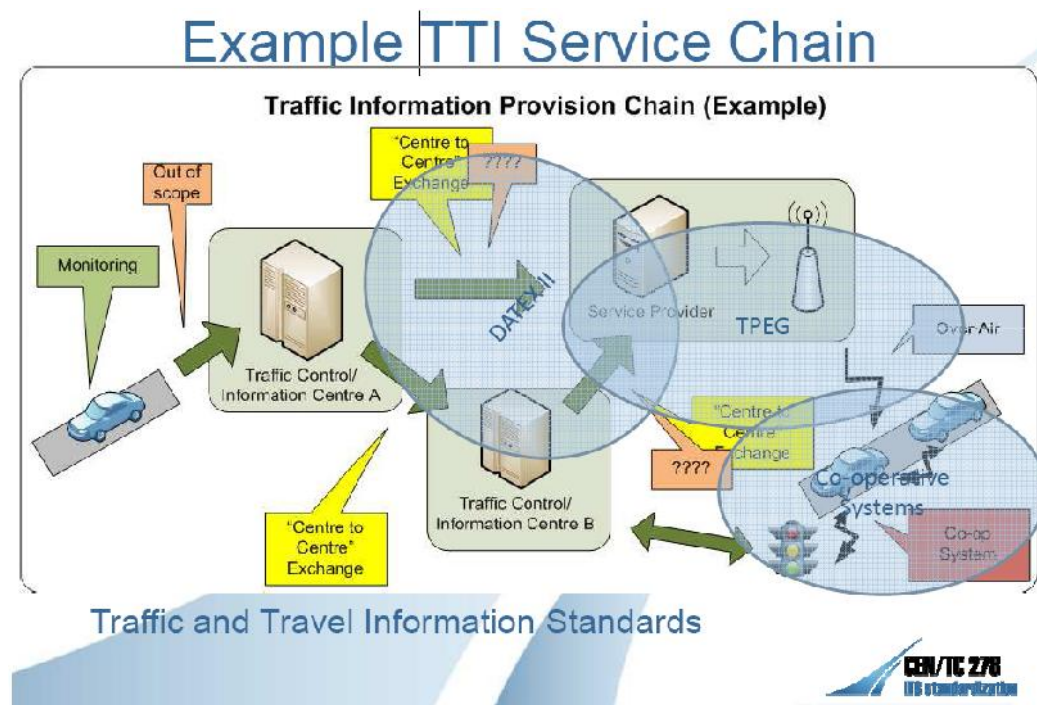 Example TTI Service Chain
Traffic Information Provision Chain (Example)
"Centre to
Centre"
Exchange
????
Out of
scope
Monitoring
Traffic Control/
Information Centre A
DATEX II
Service Provider
TPEG
Over Air
"Centre to
Centre
Exchange
????
Traffic Control/
Information Centre B
"Centre to
Centre"
Exchange
Co-operative
Systems
Co-op
System
Traffic and Travel Information Standards
CEN/TC 278
ITS standardization